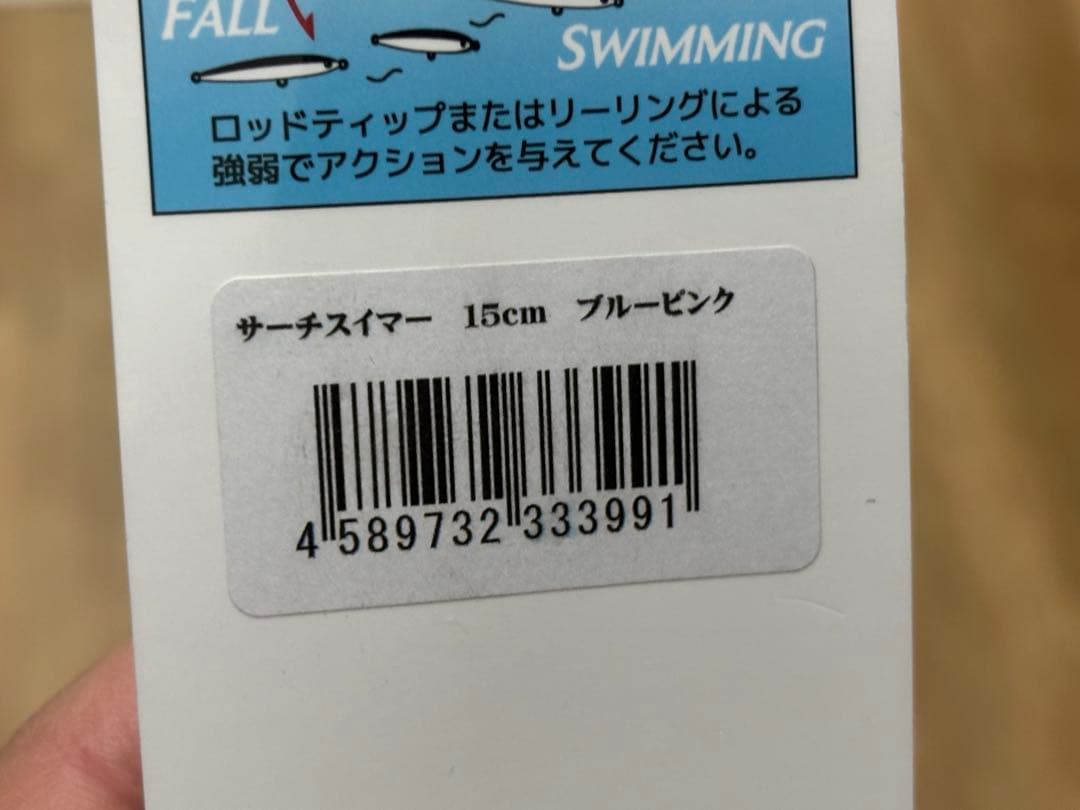 FALL
SWIMMING
ロッドティップまたはリーリングによる
強弱でアクションを与えてください。
サーチスイマー 15cm ブルーピンク
4 589732 333991